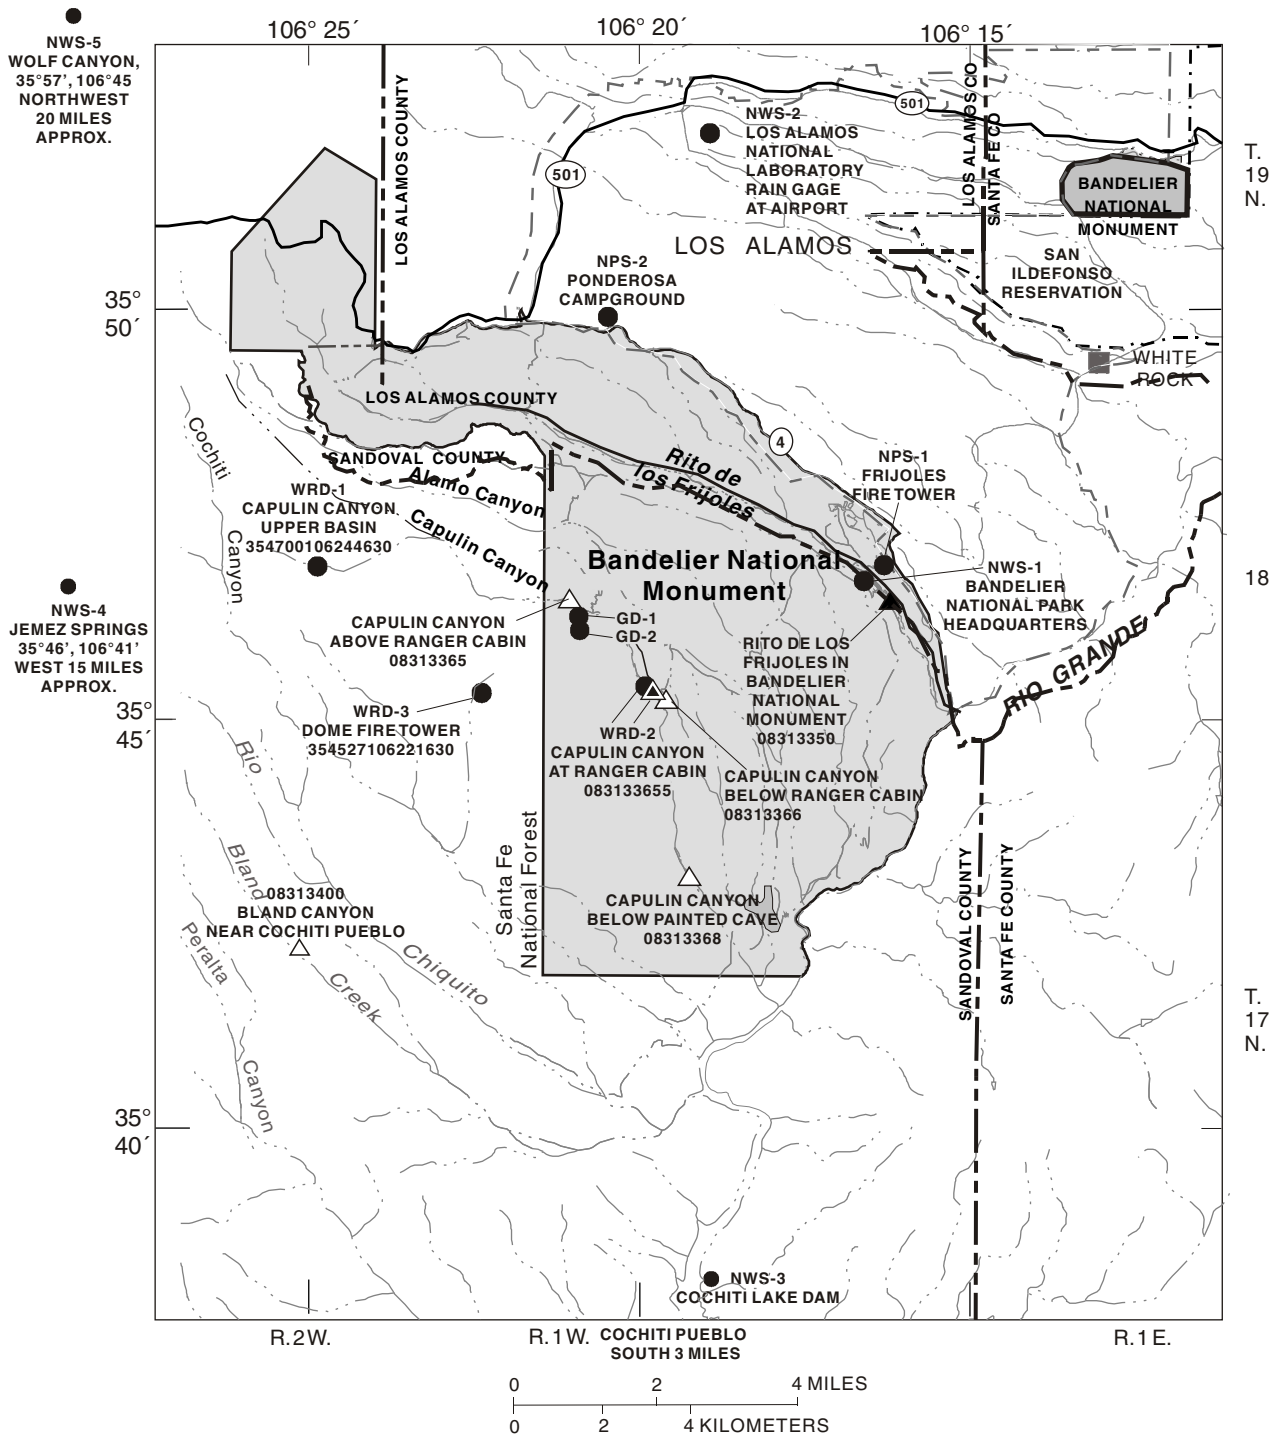 106° 25´
106° 20´
106° 15´
NWS-5
WOLF CANYON,
35°57', 106°45
NORTHWEST
20 MILES
APPROX.
LOS ALAMOS COUNTY
501
501
NWS-2
LOS ALAMOS
NATIONAL
LABORATORY
RAIN GAGE
AT AIRPORT
LOS ALAMOS CO
SANTA FE CO
BANDELIER
NATIONAL
MONUMENT
T.
19
N.
LOS ALAMOS
SAN
ILDEFONSO
RESERVATION
NPS-2
PONDEROSA
CAMPGROUND
35°
50´
WHITE
ROCK
LOS ALAMOS COUNTY
SANDOVAL COUNTY
4
Rito de
los Frijoles
Alamo Canyon
Capulin Canyon
Cochiti
Canyon
NPS-1
FRIJOLES
FIRE TOWER
WRD-1
CAPULIN CANYON
UPPER BASIN
354700106244630
Bandelier National
Monument
NWS-1
BANDELIER
NATIONAL PARK
HEADQUARTERS
18
NWS-4
JEMEZ SPRINGS
35°46', 106°41'
WEST 15 MILES
APPROX.
CAPULIN CANYON
ABOVE RANGER CABIN
08313365
GD-1
GD-2
RITO DE LOS
FRIJOLES IN
BANDELIER
NATIONAL
MONUMENT
08313350
RIO GRANDE
WRD-3
DOME FIRE TOWER
354527106221630
35°
45´
WRD-2
CAPULIN CANYON
AT RANGER CABIN
083133655
CAPULIN CANYON
BELOW RANGER CABIN
08313366
Rio
Chiquito
Bland
Creek
Santa Fe
National Forest
08313400
BLAND CANYON
NEAR COCHITI PUEBLO
CAPULIN CANYON
BELOW PAINTED CAVE
08313368
SANDOVAL COUNTY
SANTA FE COUNTY
Peralta
Canyon
T.
17
N.
35°
40´
NWS-3
COCHITI LAKE DAM
R.2W.
R.1W.
COCHITI PUEBLO
SOUTH 3 MILES
R.1E.
0 2 4 MILES
0 2 4 KILOMETERS